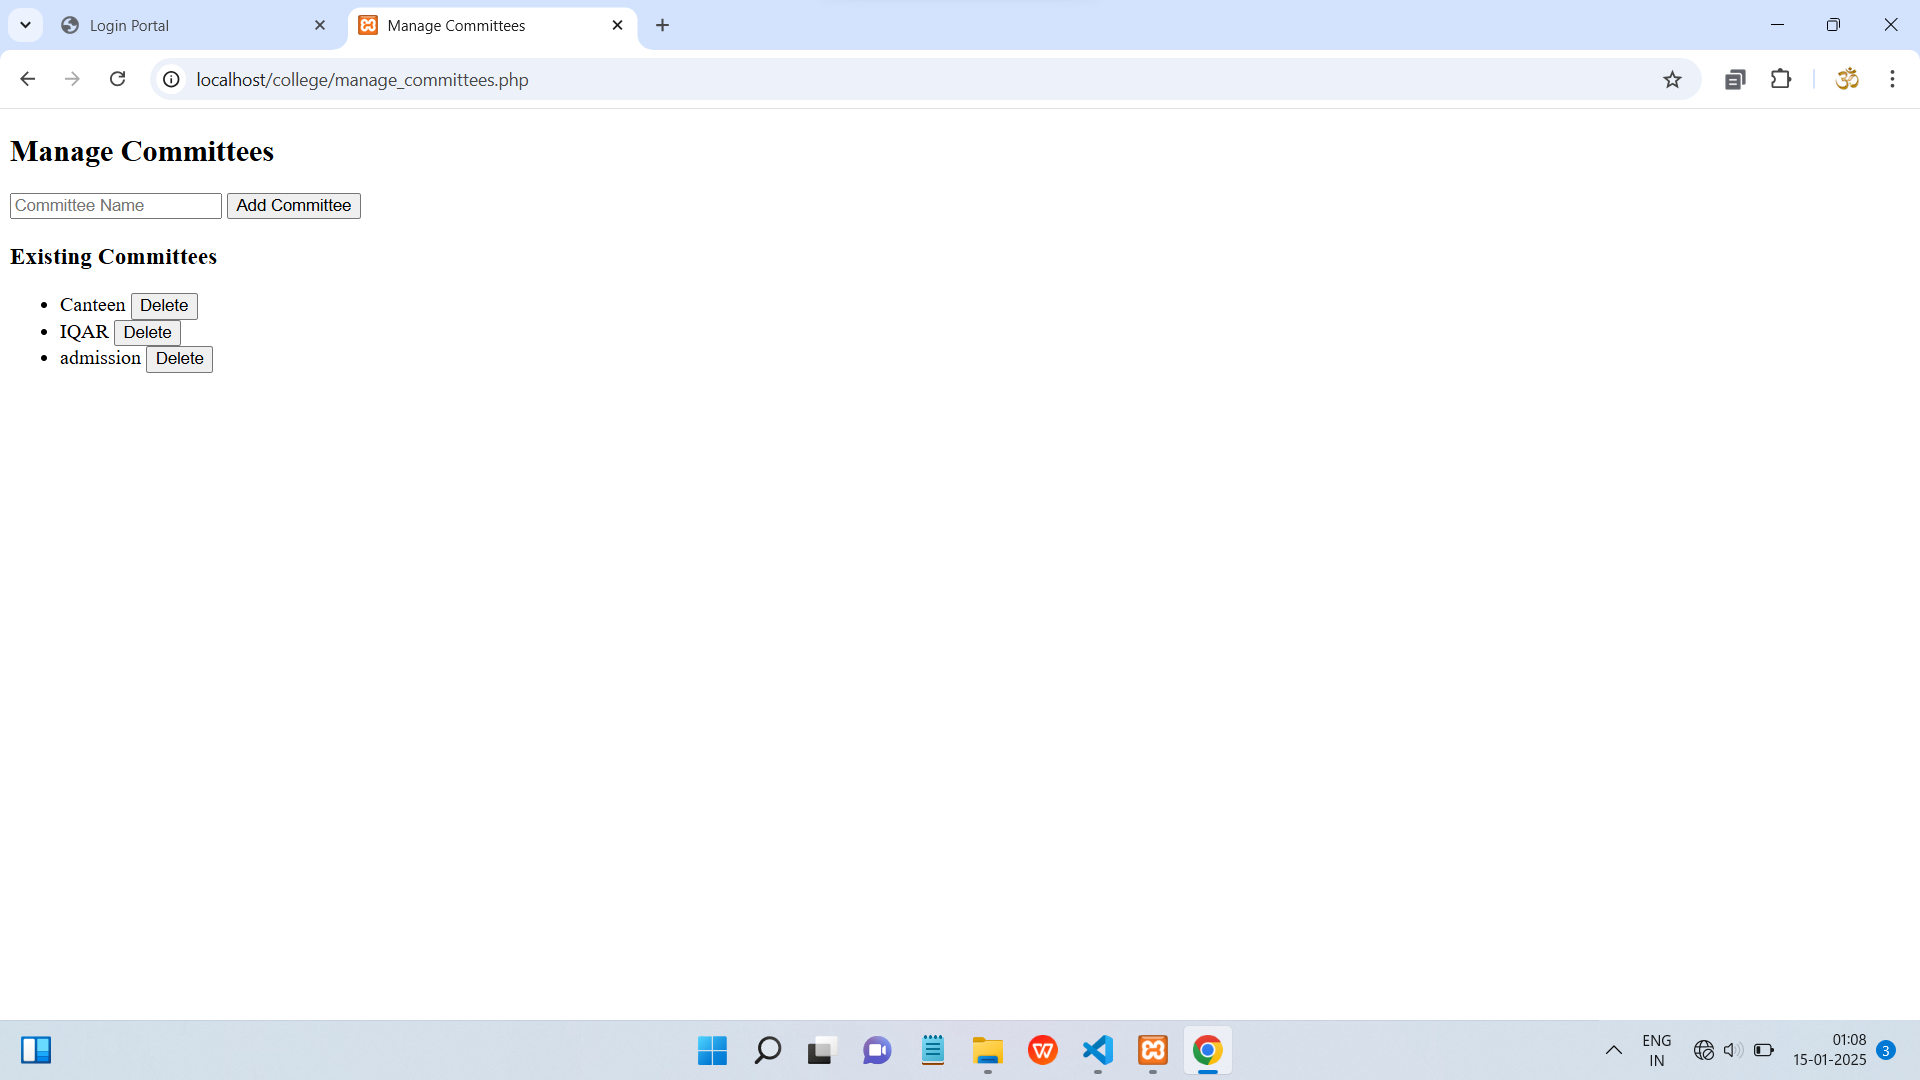 Login Portal
Manage Committees
localhost/college/manage_committees.php
Manage Committees
Committee Name Add Committee
Existing Committees
• Canteen Delete
• IQAR Delete
• admission Delete
ENG
IN
01:08
15-01-2025
3